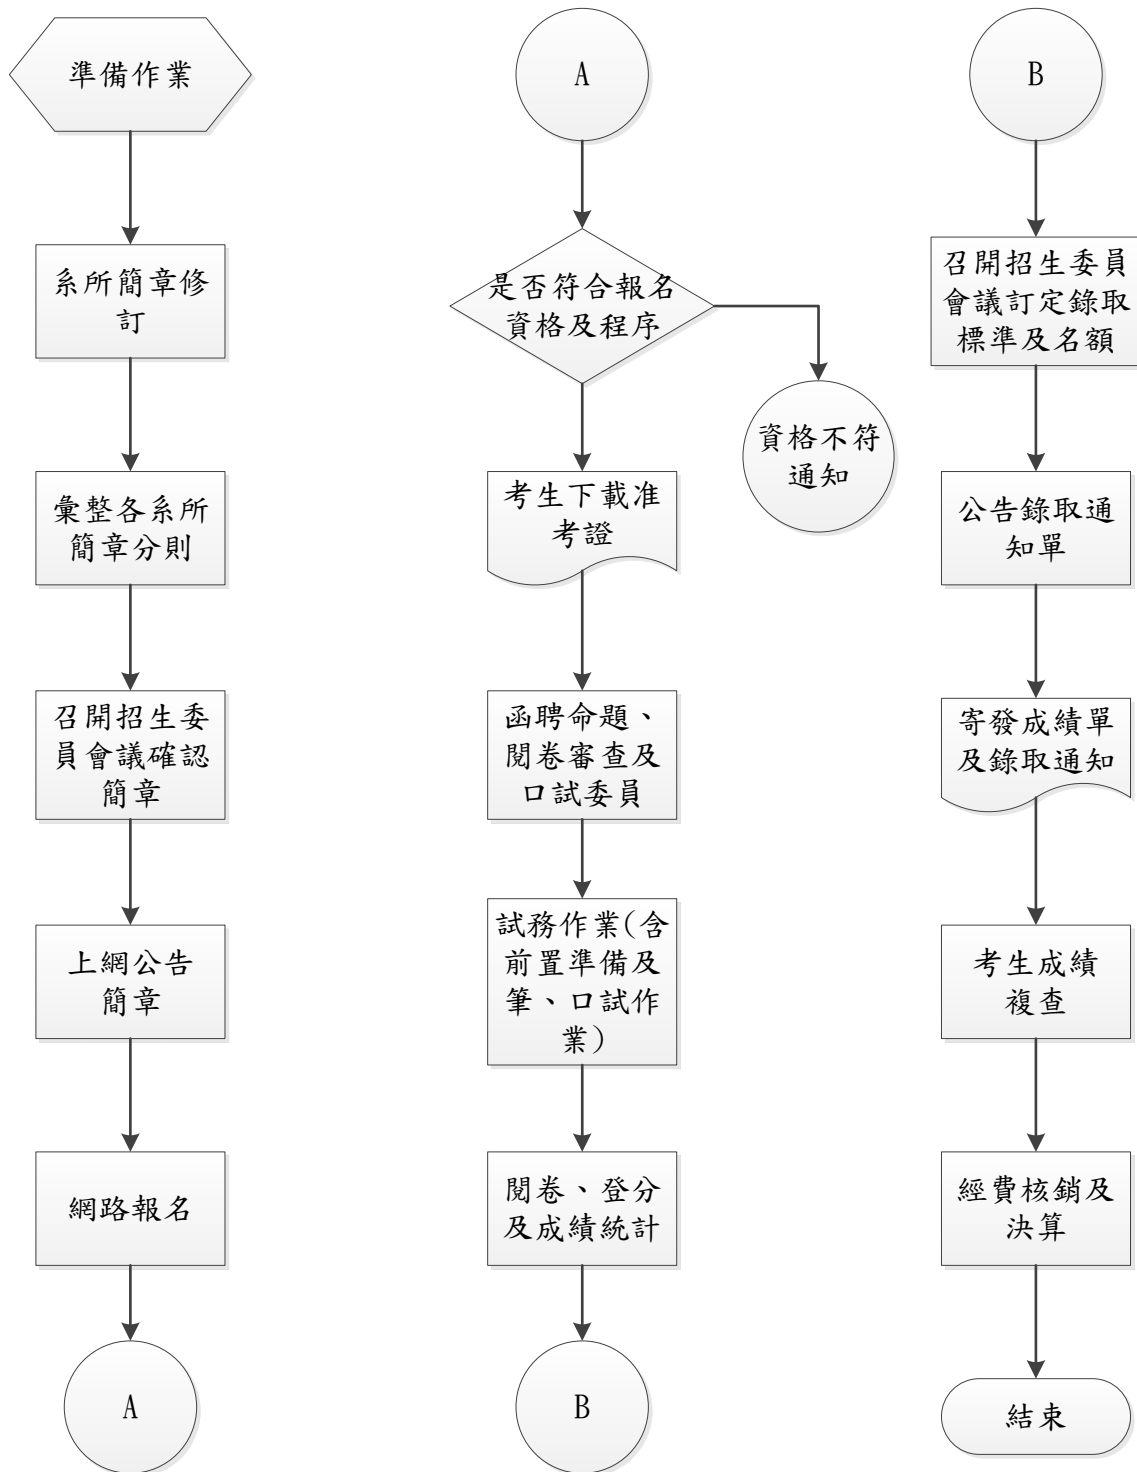 準備作業
系所簡章修
訂
彙整各系所
簡章分則
召開招生委
員會議確認
簡章
上網公告
簡章
網路報名
A
A
是否符合報名
資格及程序
資格不符
通知
考生下載准
考證
函聘命題、
閱卷審查及
口試委員
試務作業(含
前置準備及
筆、口試作
業)
閱卷、登分
及成績統計
B
B
召開招生委員
會議訂定錄取
標準及名額
公告錄取通
知單
寄發成績單
及錄取通知
考生成績
複查
經費核銷及
決算
結束